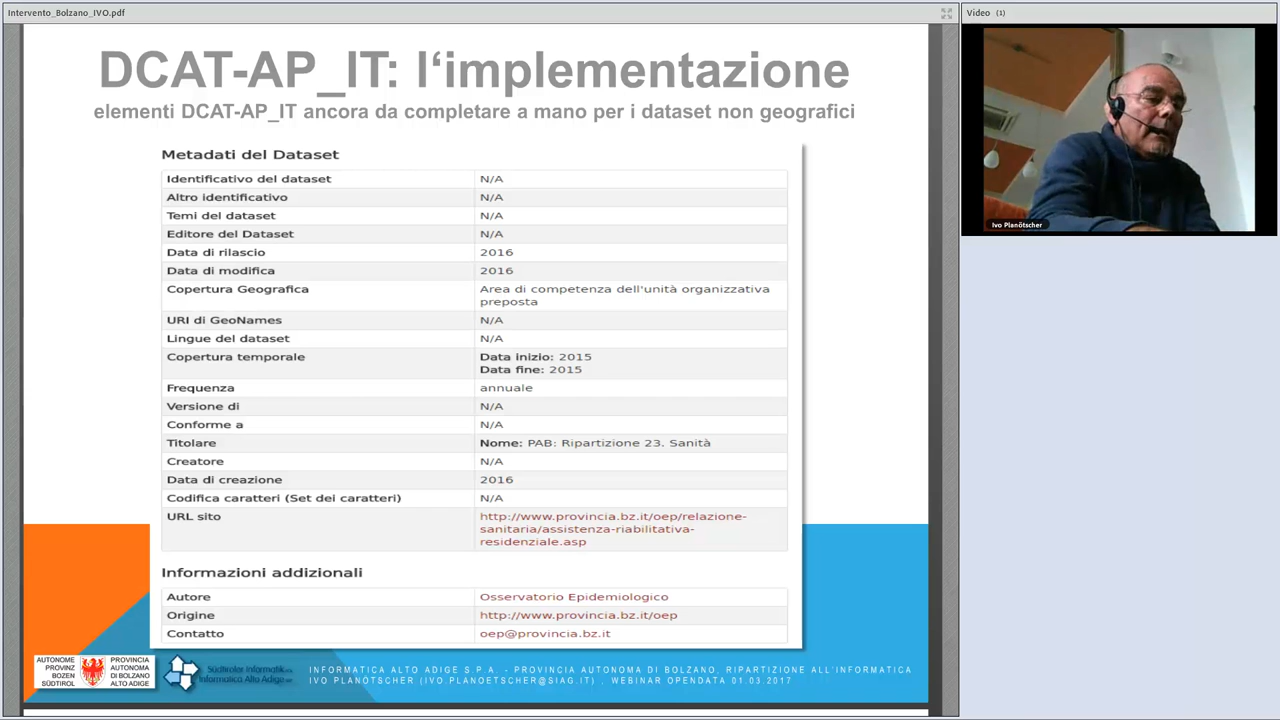 Intervento_Bolzano_IVO.pdf
Video (1)
DCAT-AP_IT: l‘implementazione
elementi DCAT-AP_IT ancora da completare a mano per i dataset non geografici
Metadati del Dataset
Identificativo del dataset N/A
Altro identificativo N/A
Temi del dataset N/A
Editore del Dataset N/A
Data di rilascio 2016
Data di modifica 2016
Copertura Geografica Area di competenza dell'unità organizzativa
preposta
URI di GeoNames N/A
Lingue del dataset N/A
Copertura temporale Data inizio: 2015
Data fine: 2015
Frequenza annuale
Versione di N/A
Conforme a N/A
Titolare Nome: PAB: Ripartizione 23. Sanità
Creatore N/A
Data di creazione 2016
Codifica caratteri (Set dei caratteri) N/A
URL sito http://www.provincia.bz.it/oep/relazione-
sanitaria/assistenza-riabilitativa-
residenziale.asp
Informazioni addizionali
Autore Osservatorio Epidemiologico
Origine http://www.provincia.bz.it/oep
Contatto oep@provincia.bz.it
AUTONOME
PROVINZ
BOZEN
SÜDTIROL
PROVINCIA
AUTONOMA
DI BOLZANO
ALTO ADIGE
Südtiroler Informatik AG
Informatica Alto Adige SPA
INFORMATICA ALTO ADIGE S.P.A. - PROVINCIA AUTONOMA DI BOLZANO, RIPARTIZIONE ALL'INFORMATICA
IVO PLANÖTSCHER (IVO.PLANOETSCHER@SIAG.IT) . WEBINAR OPENDATA 01.03.2017
Ivo Planötscher